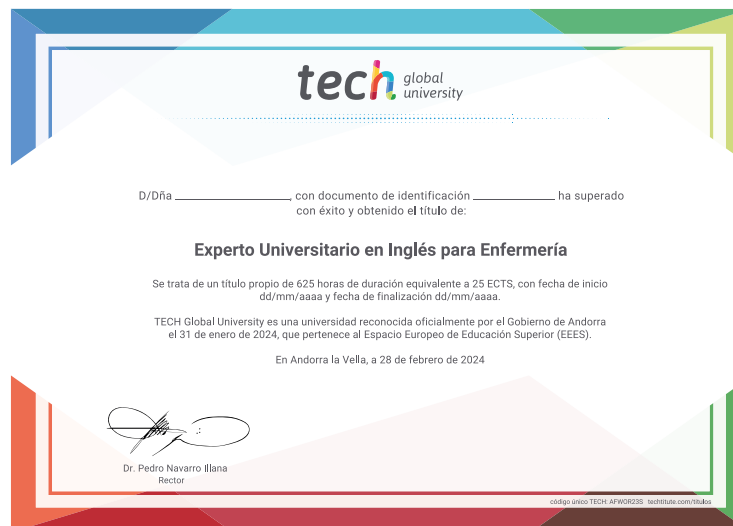 tech global
university
D/Dña ____________________, con documento de identificación ______________ ha superado
con éxito y obtenido el título de:
Experto Universitario en Inglés para Enfermería
Se trata de un título propio de 625 horas de duración equivalente a 25 ECTS, con fecha de inicio
dd/mm/aaaa y fecha de finalización dd/mm/aaaa.
TECH Global University es una universidad reconocida oficialmente por el Gobierno de Andorra
el 31 de enero de 2024, que pertenece al Espacio Europeo de Educación Superior (EEES).
En Andorra la Vella, a 28 de febrero de 2024
Dr. Pedro Navarro Illana
Rector
código único TECH: AFWOR23S techtitute.com/titulos